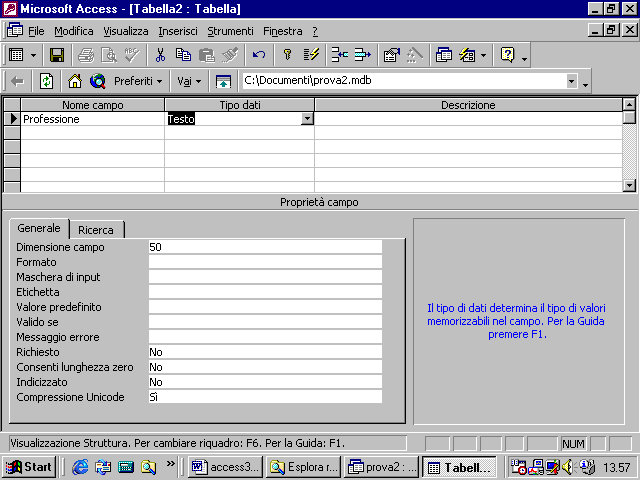 Microsoft Access - [Tabella2 : Tabella]
File Modifica Visualizza Inserisci Strumenti Finestra ?
Preferiti Vai C:\Documenti\prova2.mdb
Nome campo Tipo dati Descrizione
Professione Testo
Proprietà campo
Generale Ricerca
Dimensione campo 50
Formato
Maschera di input
Etichetta
Valore predefinito
Valido se
Messaggio errore
Richiesto No
Consenti lunghezza zero No
Indicizzato No
Compressione Unicode Sì
Il tipo di dati determina il tipo di valori
memorizzabili nel campo. Per la Guida
premere F1.
Visualizzazione Struttura. Per cambiare riquadro: F6. Per la Guida: F1. NUM
Start » access3... Esplora r... prova2 : ... Tabell... 13.57